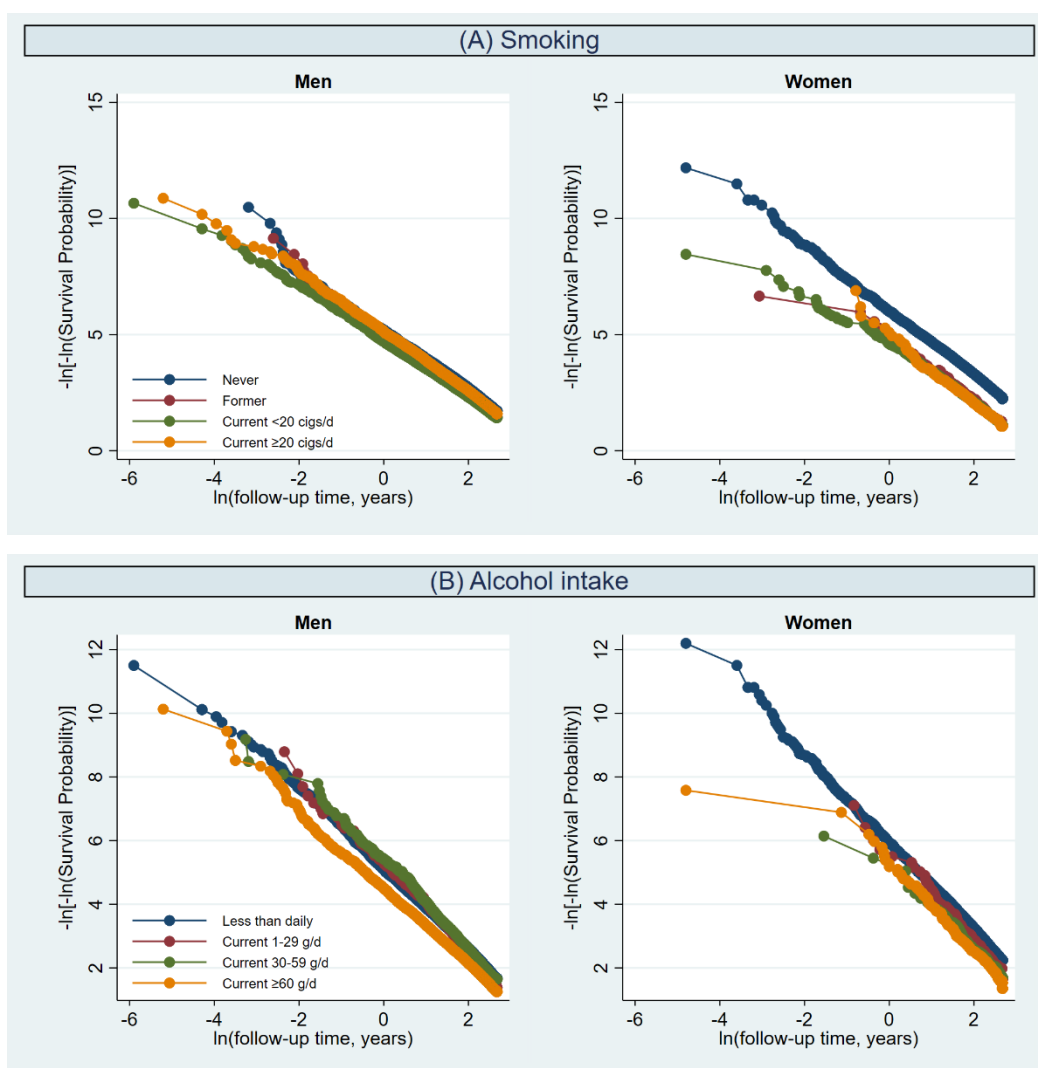 (A) Smoking
Men
Women
-ln[-ln(Survival Probability)]
15
10
5
0
Never
Former
Current <20 cigs/d
Current ≥20 cigs/d
-6 -4 -2 0 2
ln(follow-up time, years)
-ln[-ln(Survival Probability)]
15
10
5
0
-6 -4 -2 0 2
ln(follow-up time, years)
(B) Alcohol intake
Men
Women
-ln[-ln(Survival Probability)]
12
10
8
6
4
2
Less than daily
Current 1-29 g/d
Current 30-59 g/d
Current ≥60 g/d
-6 -4 -2 0 2
ln(follow-up time, years)
-ln[-ln(Survival Probability)]
12
10
8
6
4
2
-6 -4 -2 0 2
ln(follow-up time, years)